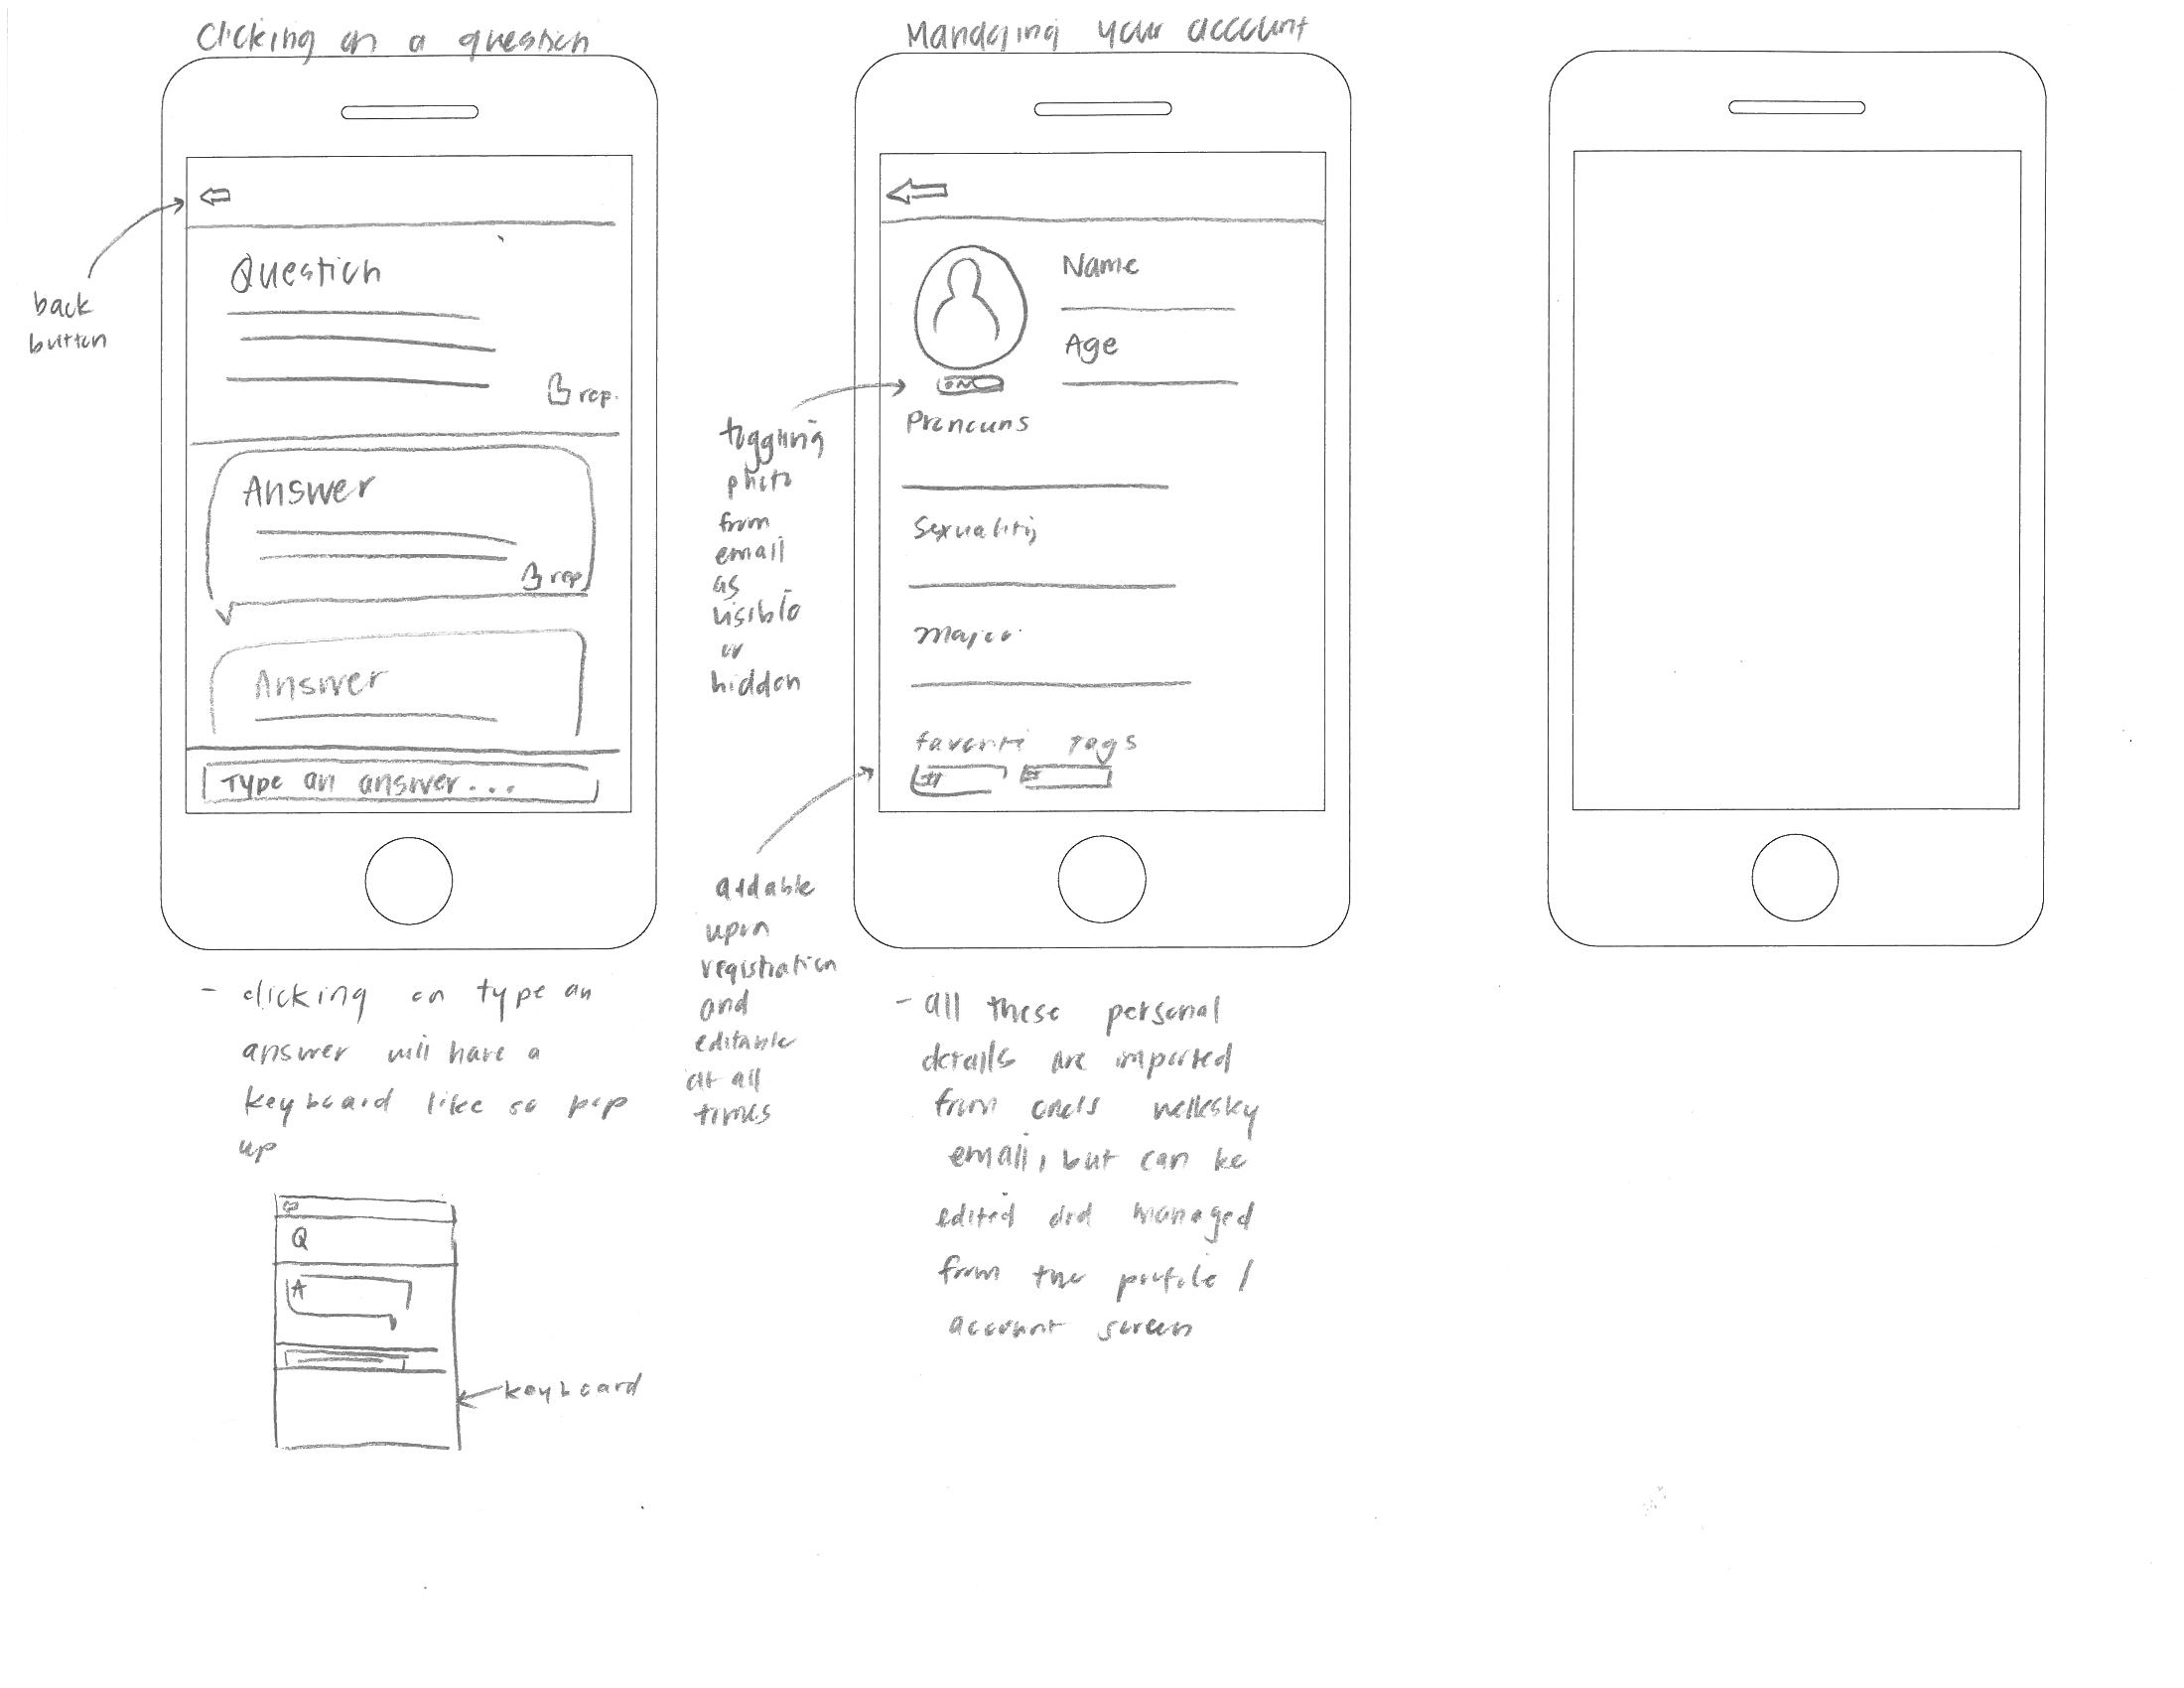 Clicking on a question
back
button
Question
rep.
Answer
rep
Answer
Type an answer...
- clicking on type an
answer will have a
keyboard like so pop
up
Q
A
keyboard
Managing your account
Name
Age
ON
toggling
photo
from
email
as
visible
or
hidden
Pronouns
Sexuality
Major
favorite Tags
#
#
addable
upon
registration
and
editable
at all
times
- all these personal
details are imported
from one's wellesley
email, but can be
edited and managed
from the profile /
account screen